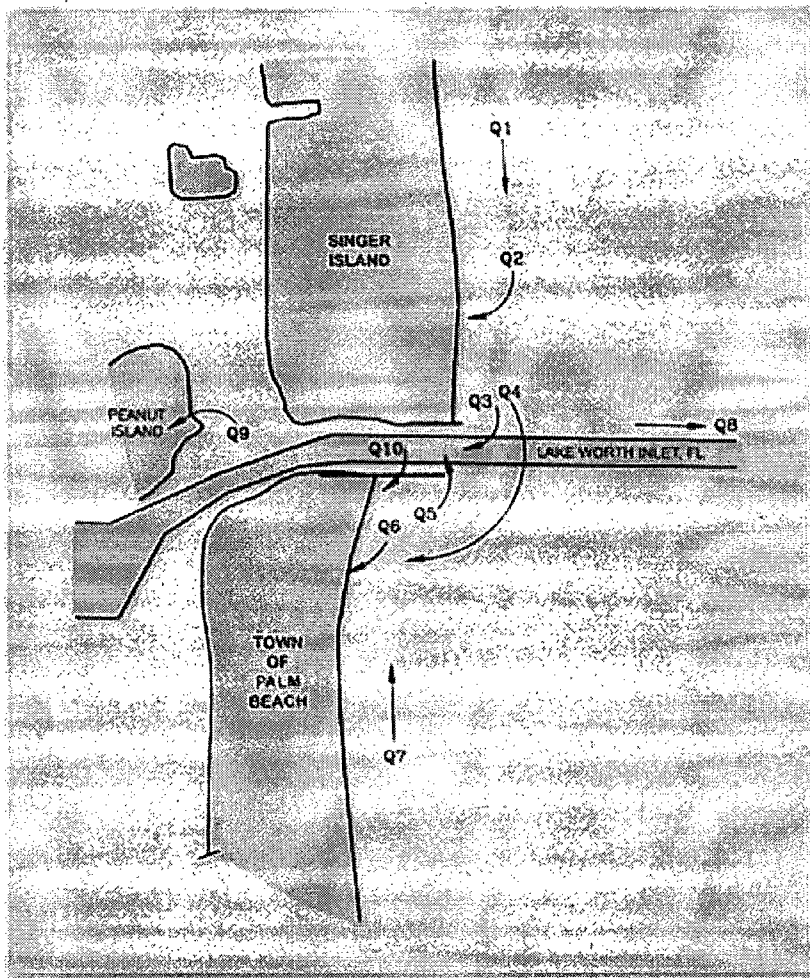 Q1
SINGER
ISLAND
Q2
Q3 Q4
PEANUT
ISLAND
Q9
Q8
Q10
LAKE WORTH INLET, FL
Q5
Q6
TOWN
OF
PALM
BEACH
Q7